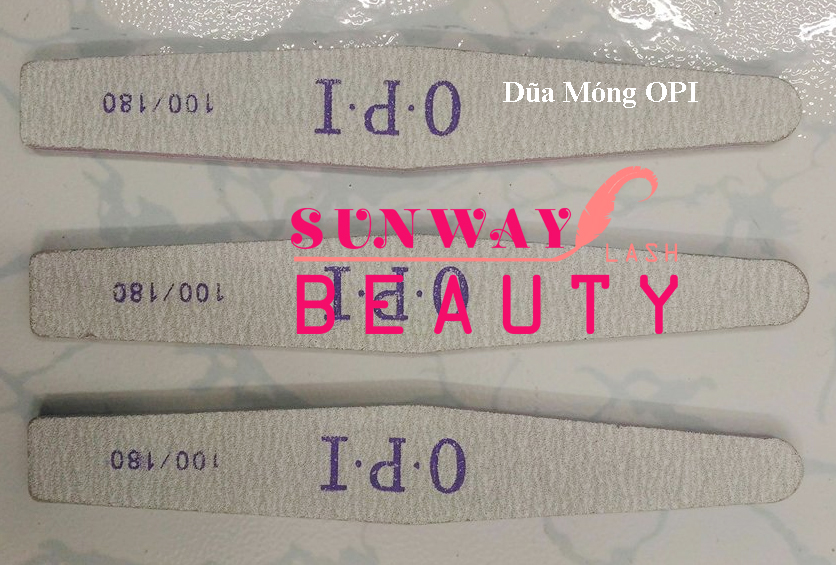 100/180
O·P·I
Dũa Móng OPI
SUNWAY
LASH
BEAUTY
100/180
O·P·I
100/180
O·P·I